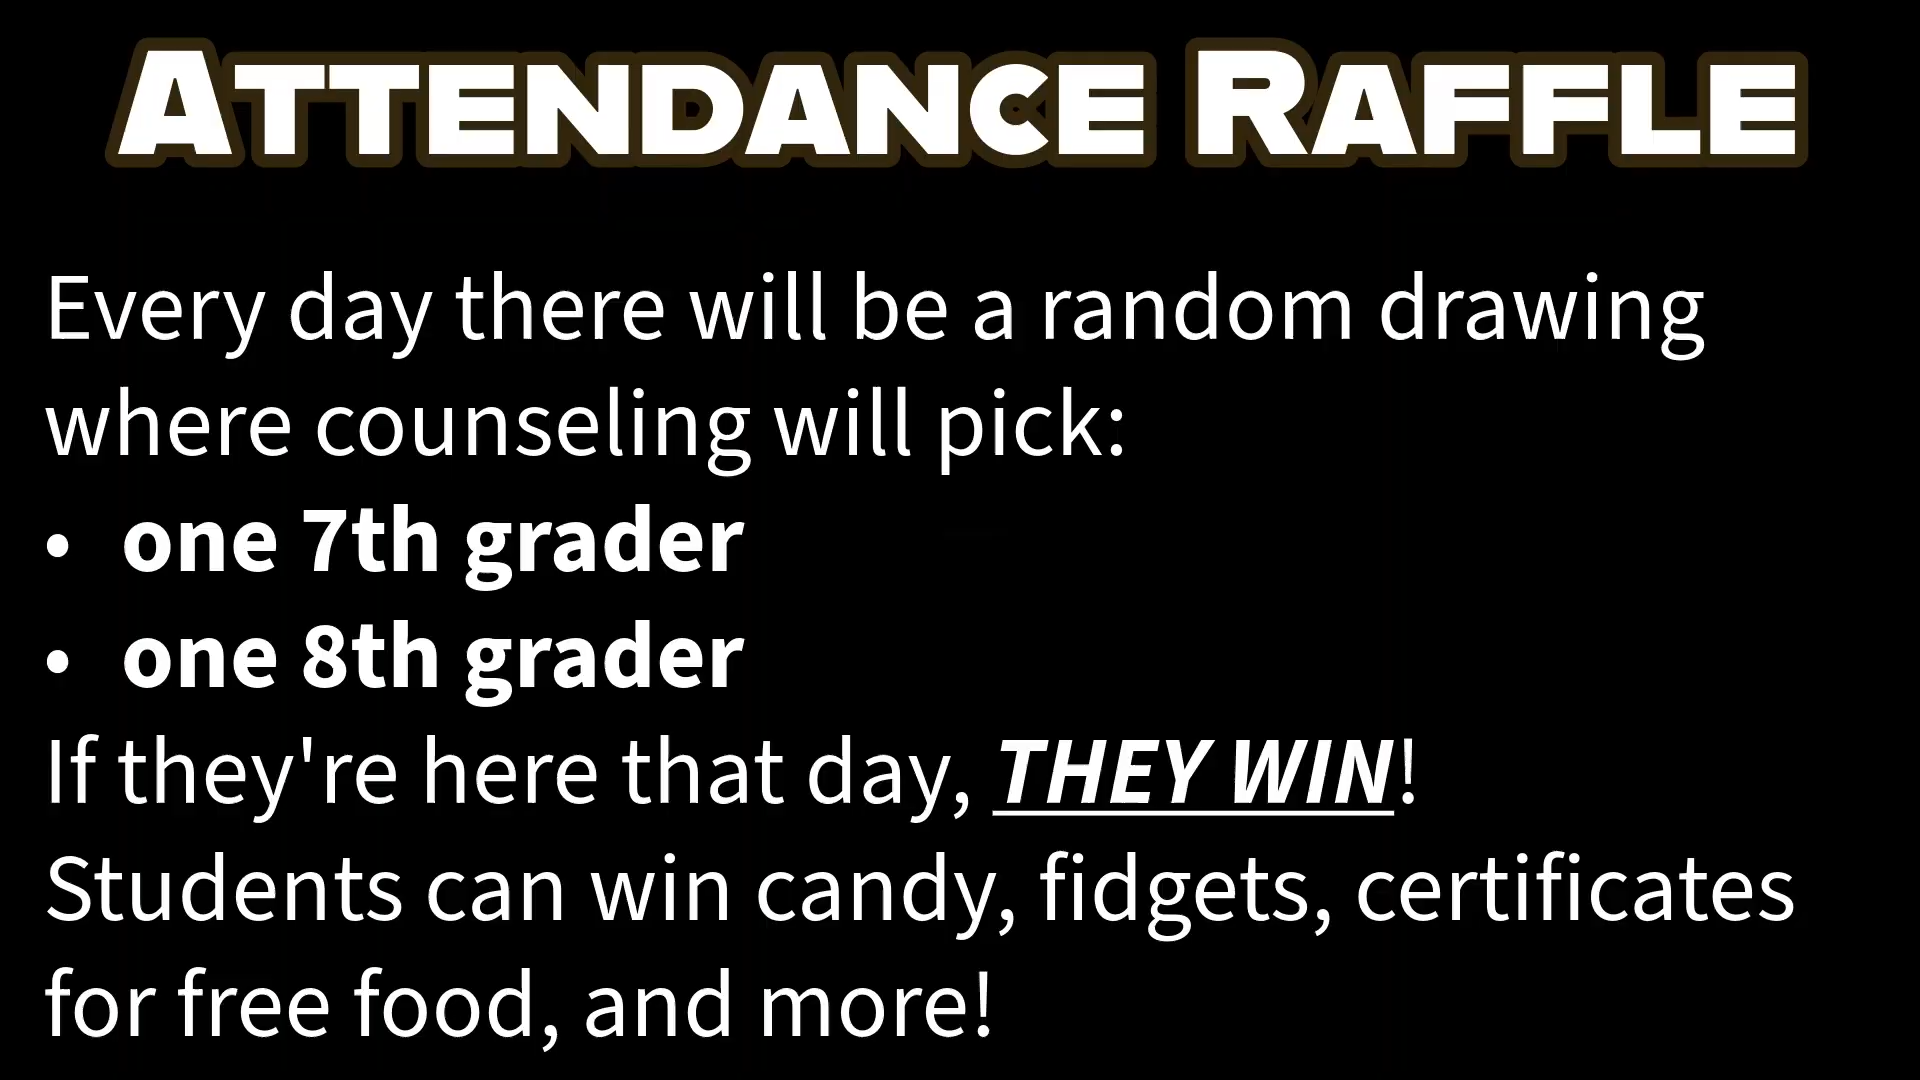 ATTENDANCE RAFFLE
Every day there will be a random drawing
where counseling will pick:
• one 7th grader
• one 8th grader
If they're here that day, THEY WIN!
Students can win candy, fidgets, certificates
for free food, and more!